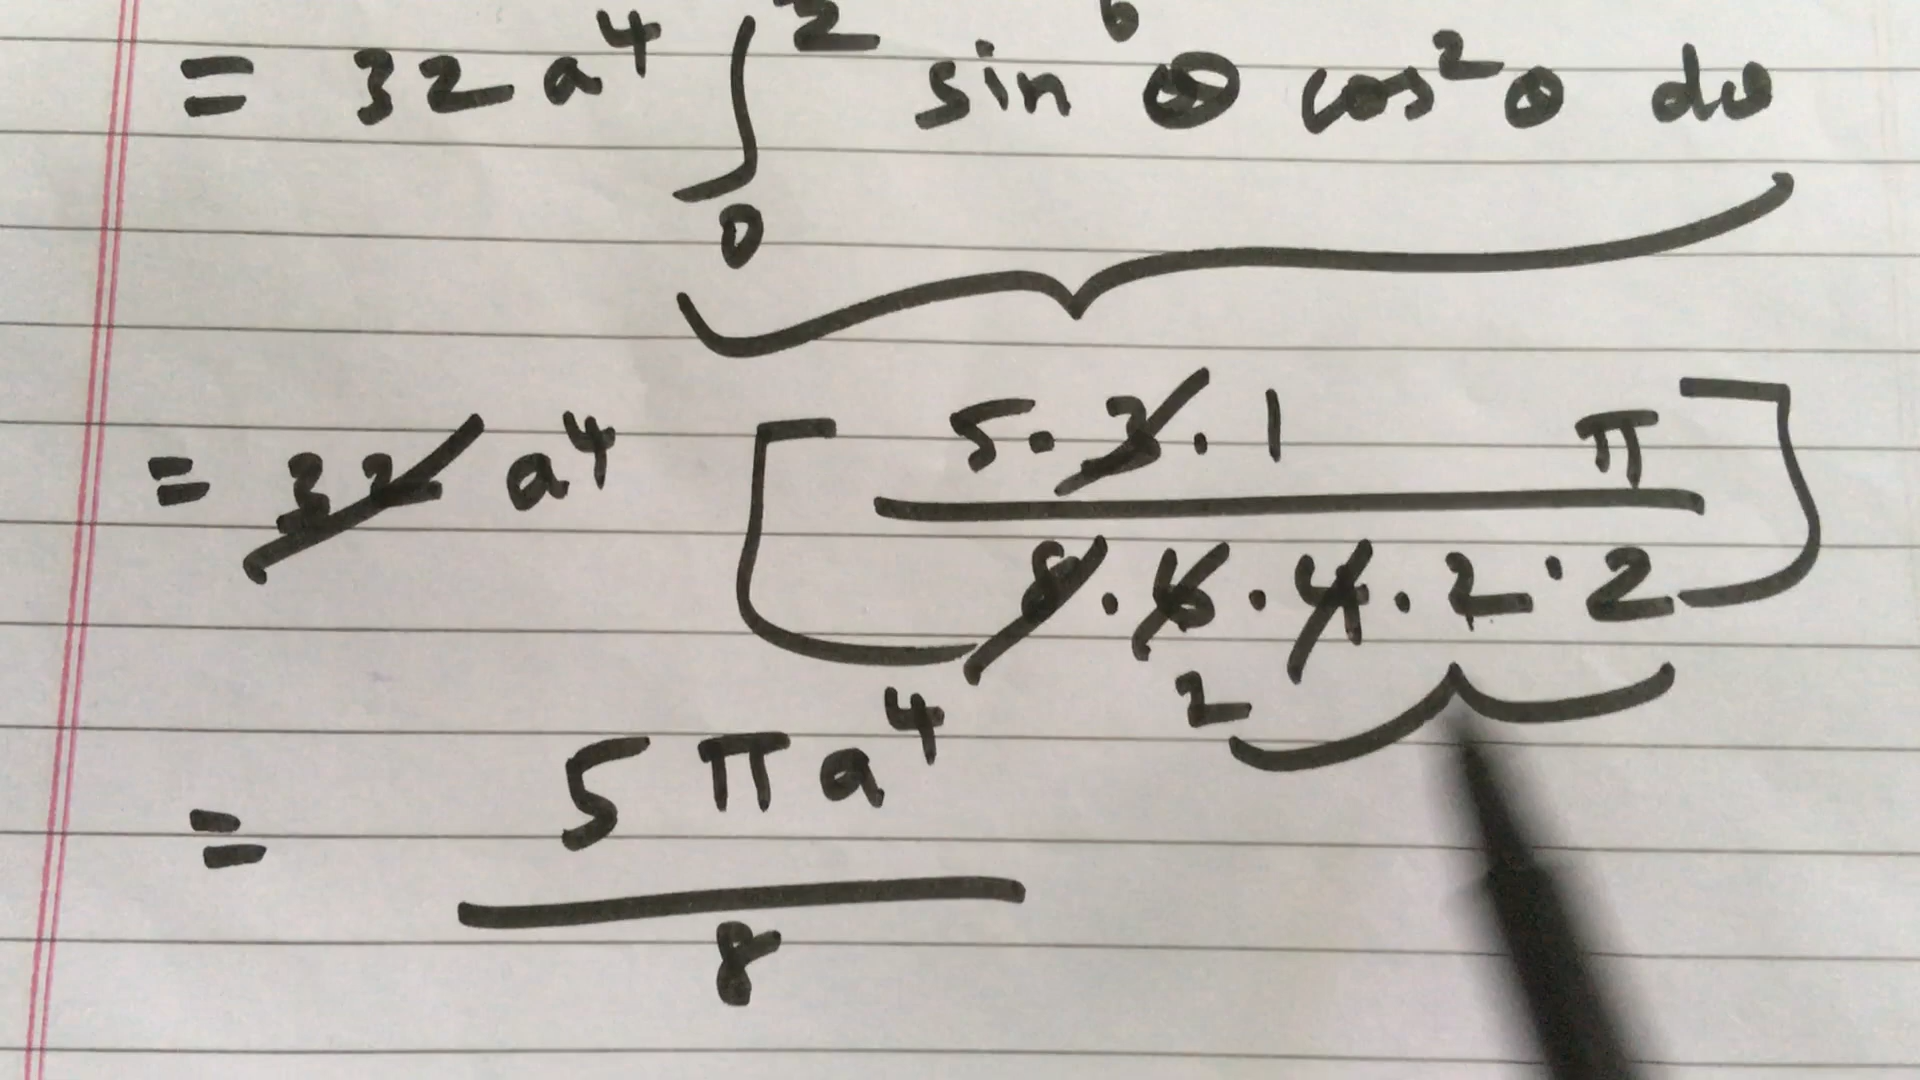 = 32 a⁴ ∫₀ ² sin⁶ θ cos² θ dθ
= 32 a⁴ [ 5.3.1 π / 8.6.4.2.2 ]
2
= 5 π a⁴ / 8